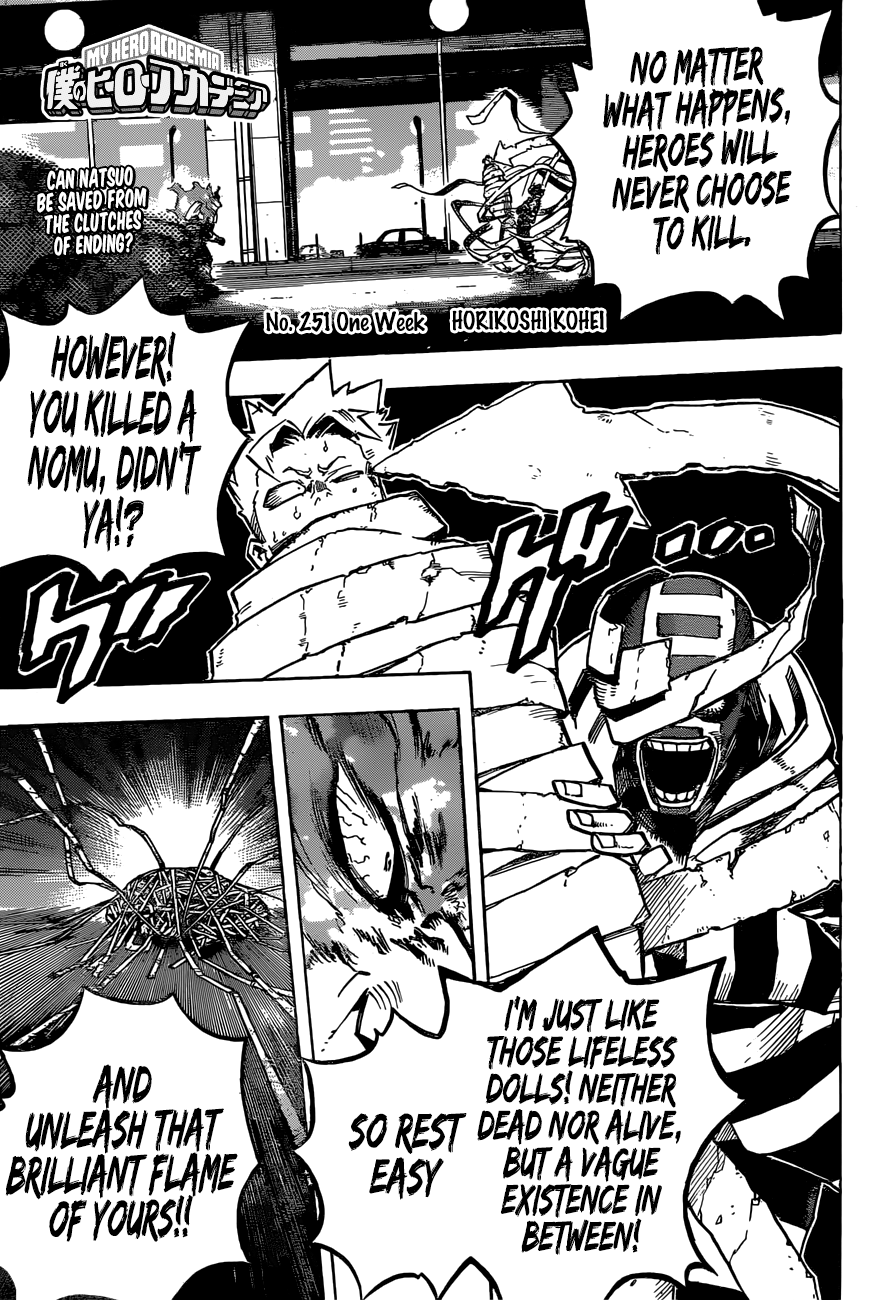 MY HERO ACADEMIA
僕のヒーローアカデミア
NO MATTER
WHAT HAPPENS,
HEROES WILL
NEVER CHOOSE
TO KILL.
CAN NATSUO
BE SAVED FROM
THE CLUTCHES
OF ENDING?
No. 251 One Week HORIKOSHI KOHEI
HOWEVER!
YOU KILLED A
NOMU, DIDN'T
YA!?
I'M JUST LIKE
THOSE LIFELESS
DOLLS! NEITHER
DEAD NOR ALIVE,
BUT A VAGUE
EXISTENCE IN
BETWEEN!
SO REST
EASY
AND
UNLEASH THAT
BRILLIANT FLAME
OF YOURS!!